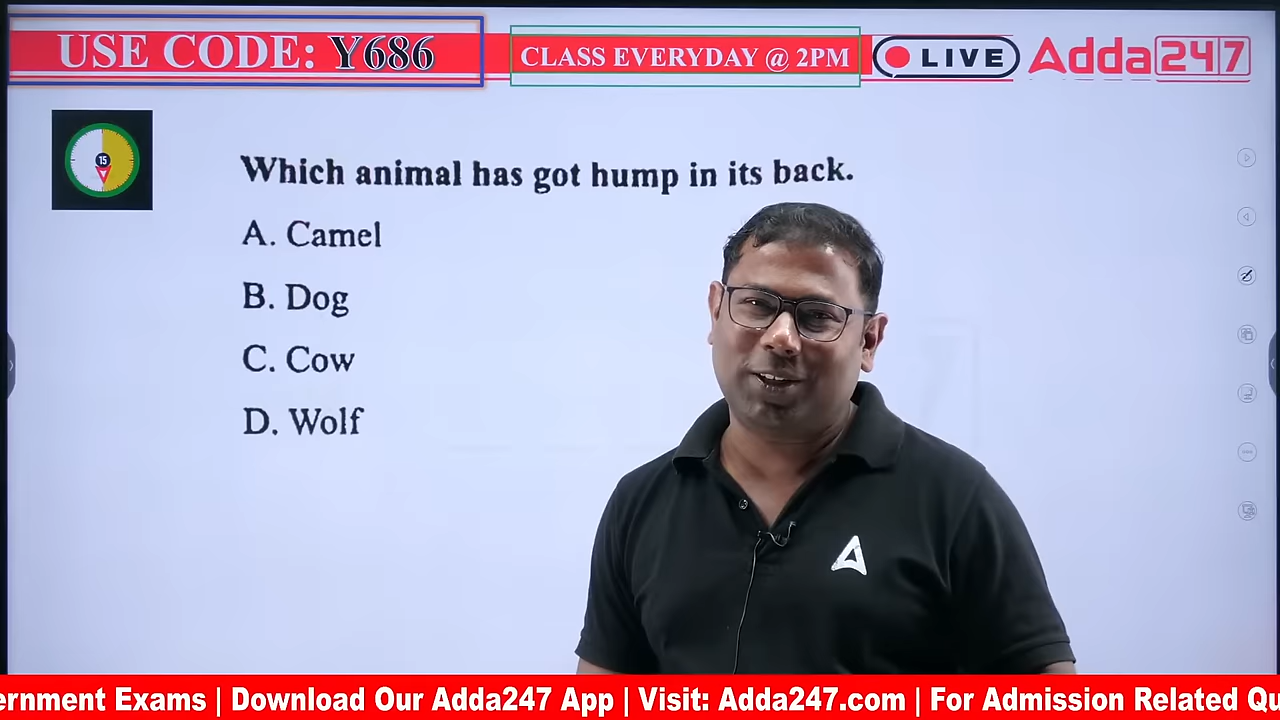 USE CODE: Y686
CLASS EVERYDAY @ 2PM
LIVE
Adda247
15
Which animal has got hump in its back.
A. Camel
B. Dog
C. Cow
D. Wolf
ernment Exams | Download Our Adda247 App | Visit: Adda247.com | For Admission Related Qu